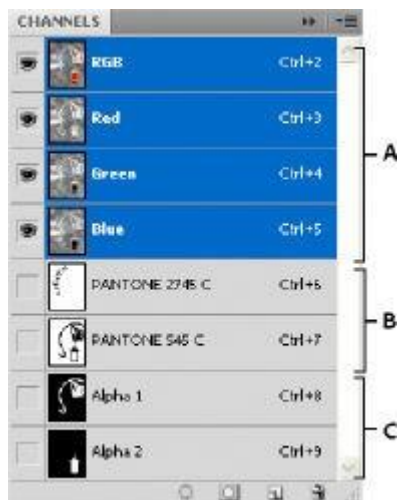 CHANNELS
RGB Ctrl+2
Red Ctrl+3
A
Green Ctrl+4
Blue Ctrl+5
PANTONE 2745 C Ctrl+6
B
PANTONE 545 C Ctrl+7
Alpha 1 Ctrl+8
C
Alpha 2 Ctrl+9